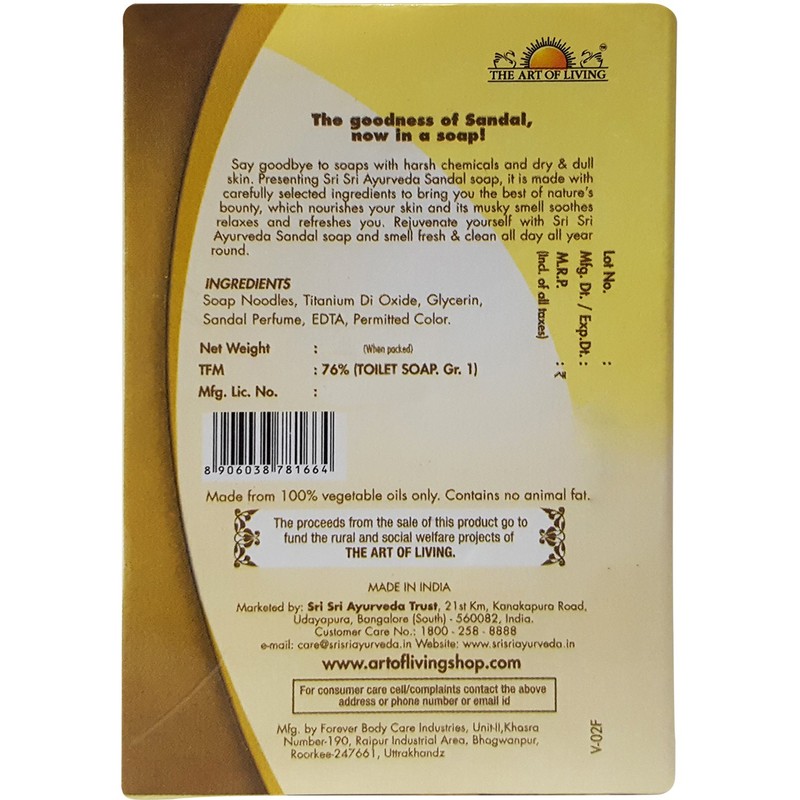 THE ART OF LIVING
The goodness of Sandal,
now in a soap!
Say goodbye to soaps with harsh chemicals and dry & dull
skin. Presenting Sri Sri Ayurveda Sandal soap, it is made with
carefully selected ingredients to bring you the best of nature's
bounty, which nourishes your skin and its musky smell soothes
relaxes and refreshes you. Rejuvenate yourself with Sri Sri
Ayurveda Sandal soap and smell fresh & clean all day all year
round.
Lot No. :
Mfg. Dt. / Exp.Dt. :
M.R.P. : ₹
(Incl. of all taxes)
INGREDIENTS
Soap Noodles, Titanium Di Oxide, Glycerin,
Sandal Perfume, EDTA, Permitted Color.
Net Weight : (When packed)
TFM : 76% (TOILET SOAP. Gr. 1)
Mfg. Lic. No. :
8 906038 781664
Made from 100% vegetable oils only. Contains no animal fat.
The proceeds from the sale of this product go to
fund the rural and social welfare projects of
THE ART OF LIVING.
MADE IN INDIA
Marketed by: Sri Sri Ayurveda Trust, 21st Km, Kanakapura Road,
Udayapura, Bangalore (South) - 560082, India.
Customer Care No.: 1800 - 258 - 8888
e-mail: care@srisriayurveda.in Website: www.srisriayurveda.in
www.artoflivingshop.com
For consumer care cell/complaints contact the above
address or phone number or email id
Mfg. by Forever Body Care Industries, UniNI,Khasra
Number-190, Raipur Industrial Area, Bhagwanpur,
Roorkee-247661, Uttrakhandz
V-02F